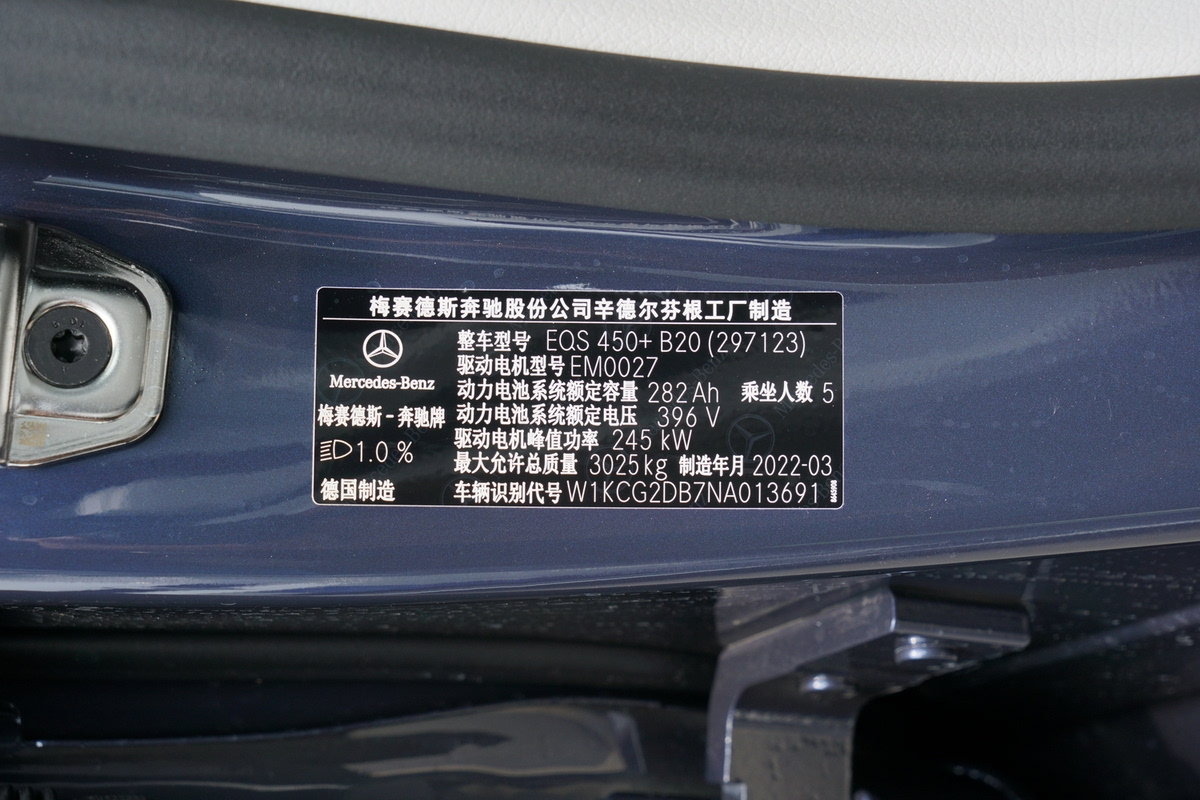 梅赛德斯奔驰股份公司辛德尔芬根工厂制造
整车型号 EQS 450+ B20 (297123)
驱动电机型号 EM0027
Mercedes-Benz
动力电池系统额定容量 282 Ah 乘坐人数 5
梅赛德斯-奔驰牌
动力电池系统额定电压 396 V
驱动电机峰值功率 245 kW
1.0 %
最大允许总质量 3025 kg 制造年月 2022-03
德国制造
车辆识别代号 W1KCG2DB7NA013691